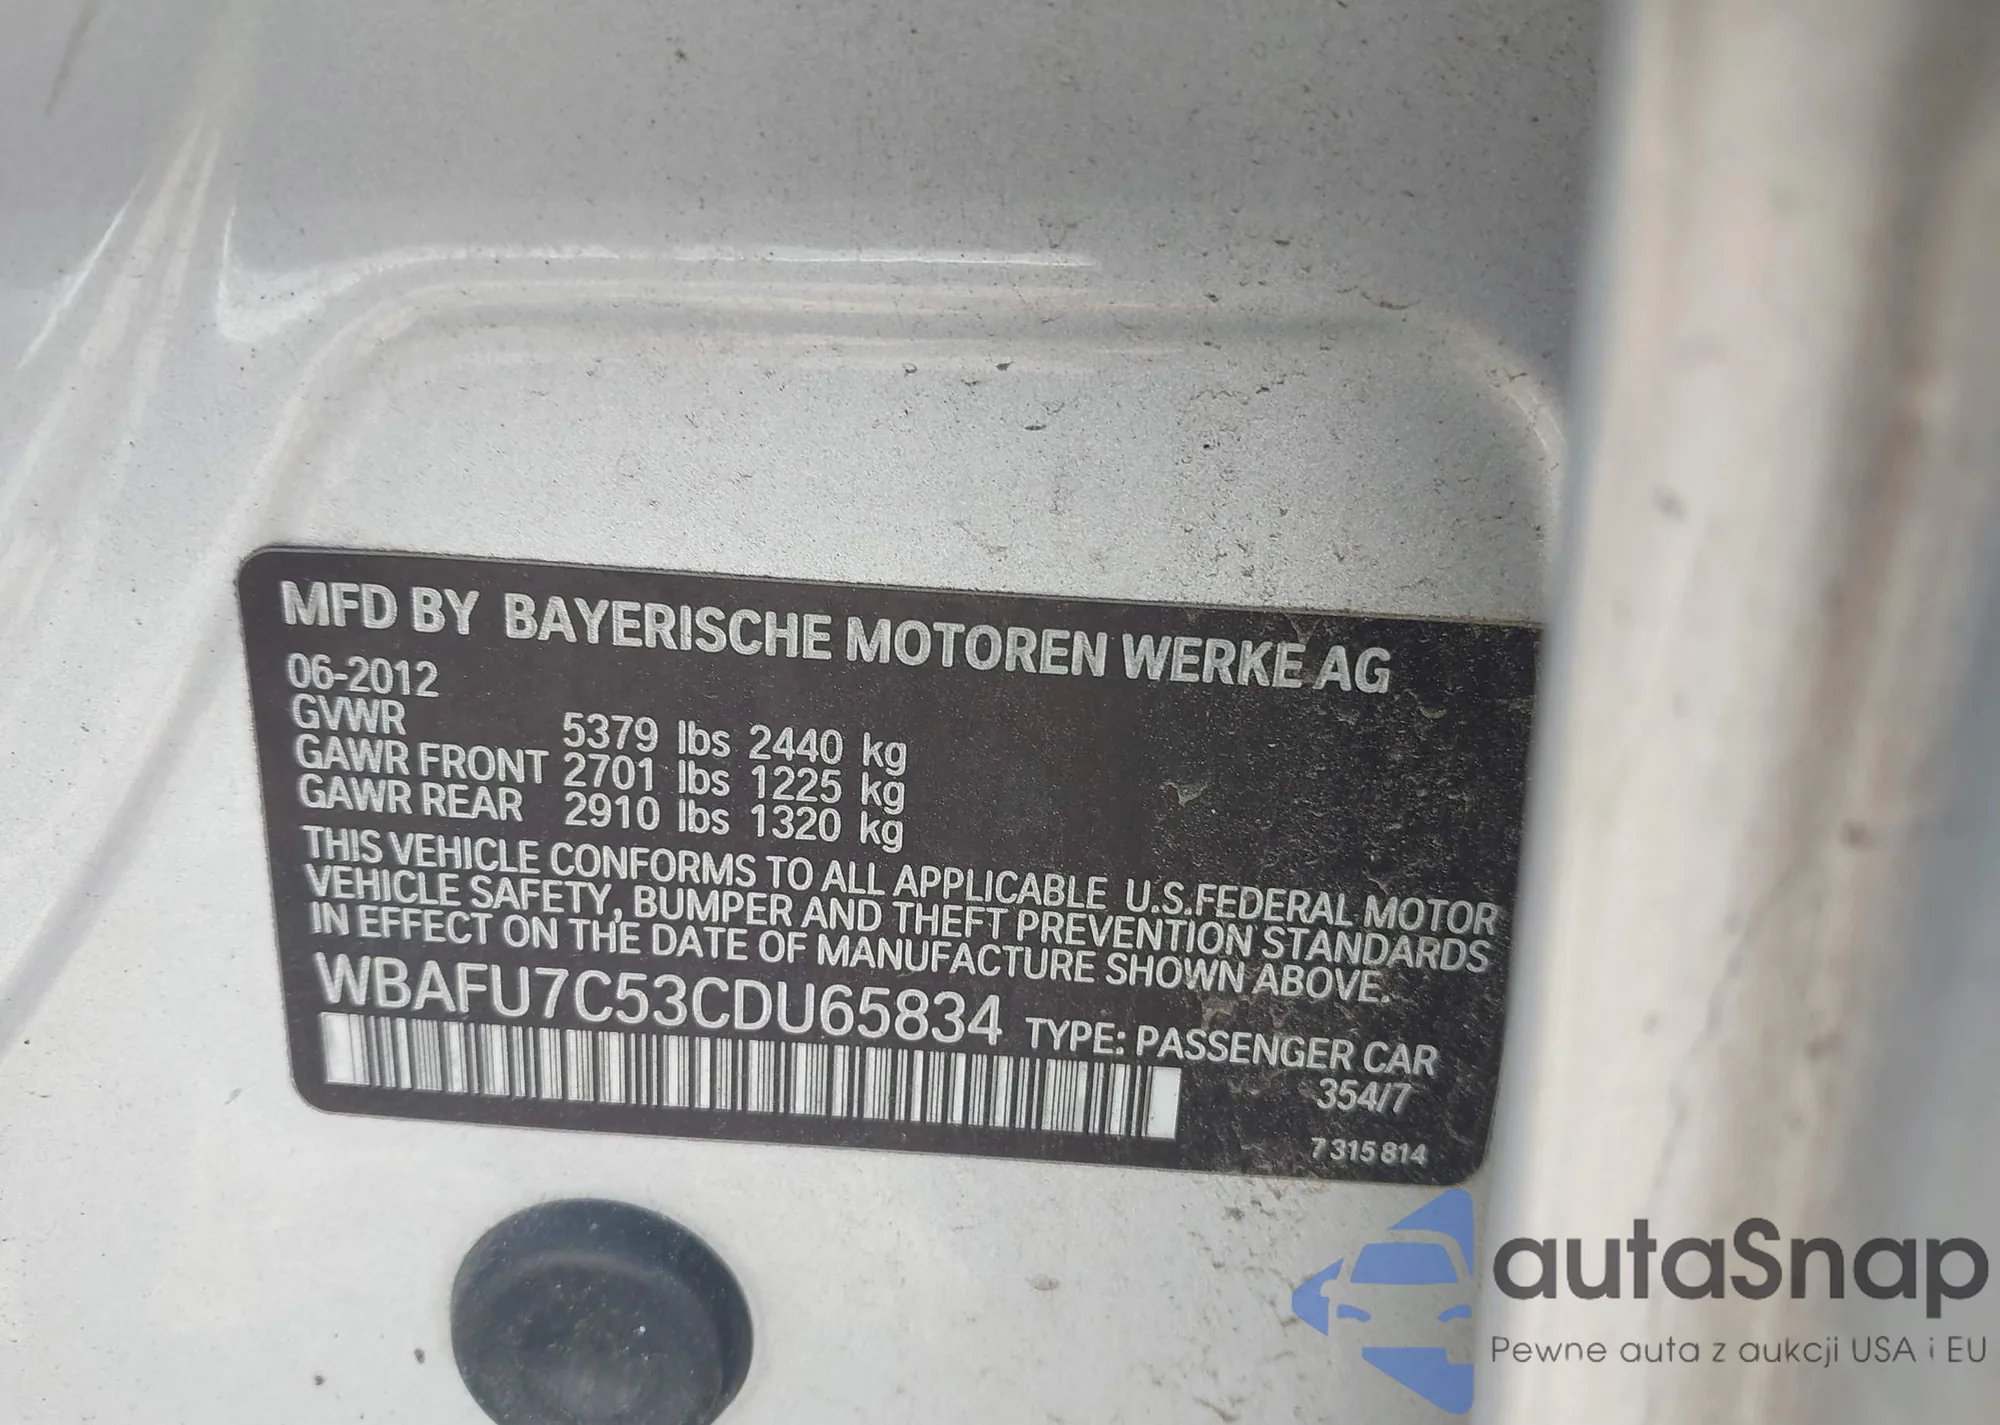 MFD BY BAYERISCHE MOTOREN WERKE AG
06-2012
GVWR 5379 lbs 2440 kg
GAWR FRONT 2701 lbs 1225 kg
GAWR REAR 2910 lbs 1320 kg
THIS VEHICLE CONFORMS TO ALL APPLICABLE U.S.FEDERAL MOTOR
VEHICLE SAFETY, BUMPER AND THEFT PREVENTION STANDARDS
IN EFFECT ON THE DATE OF MANUFACTURE SHOWN ABOVE.
WBAFU7C53CDU65834 TYPE: PASSENGER CAR
354/7
7 315 814
autaSnap
Pewne auta z aukcji USA i EU